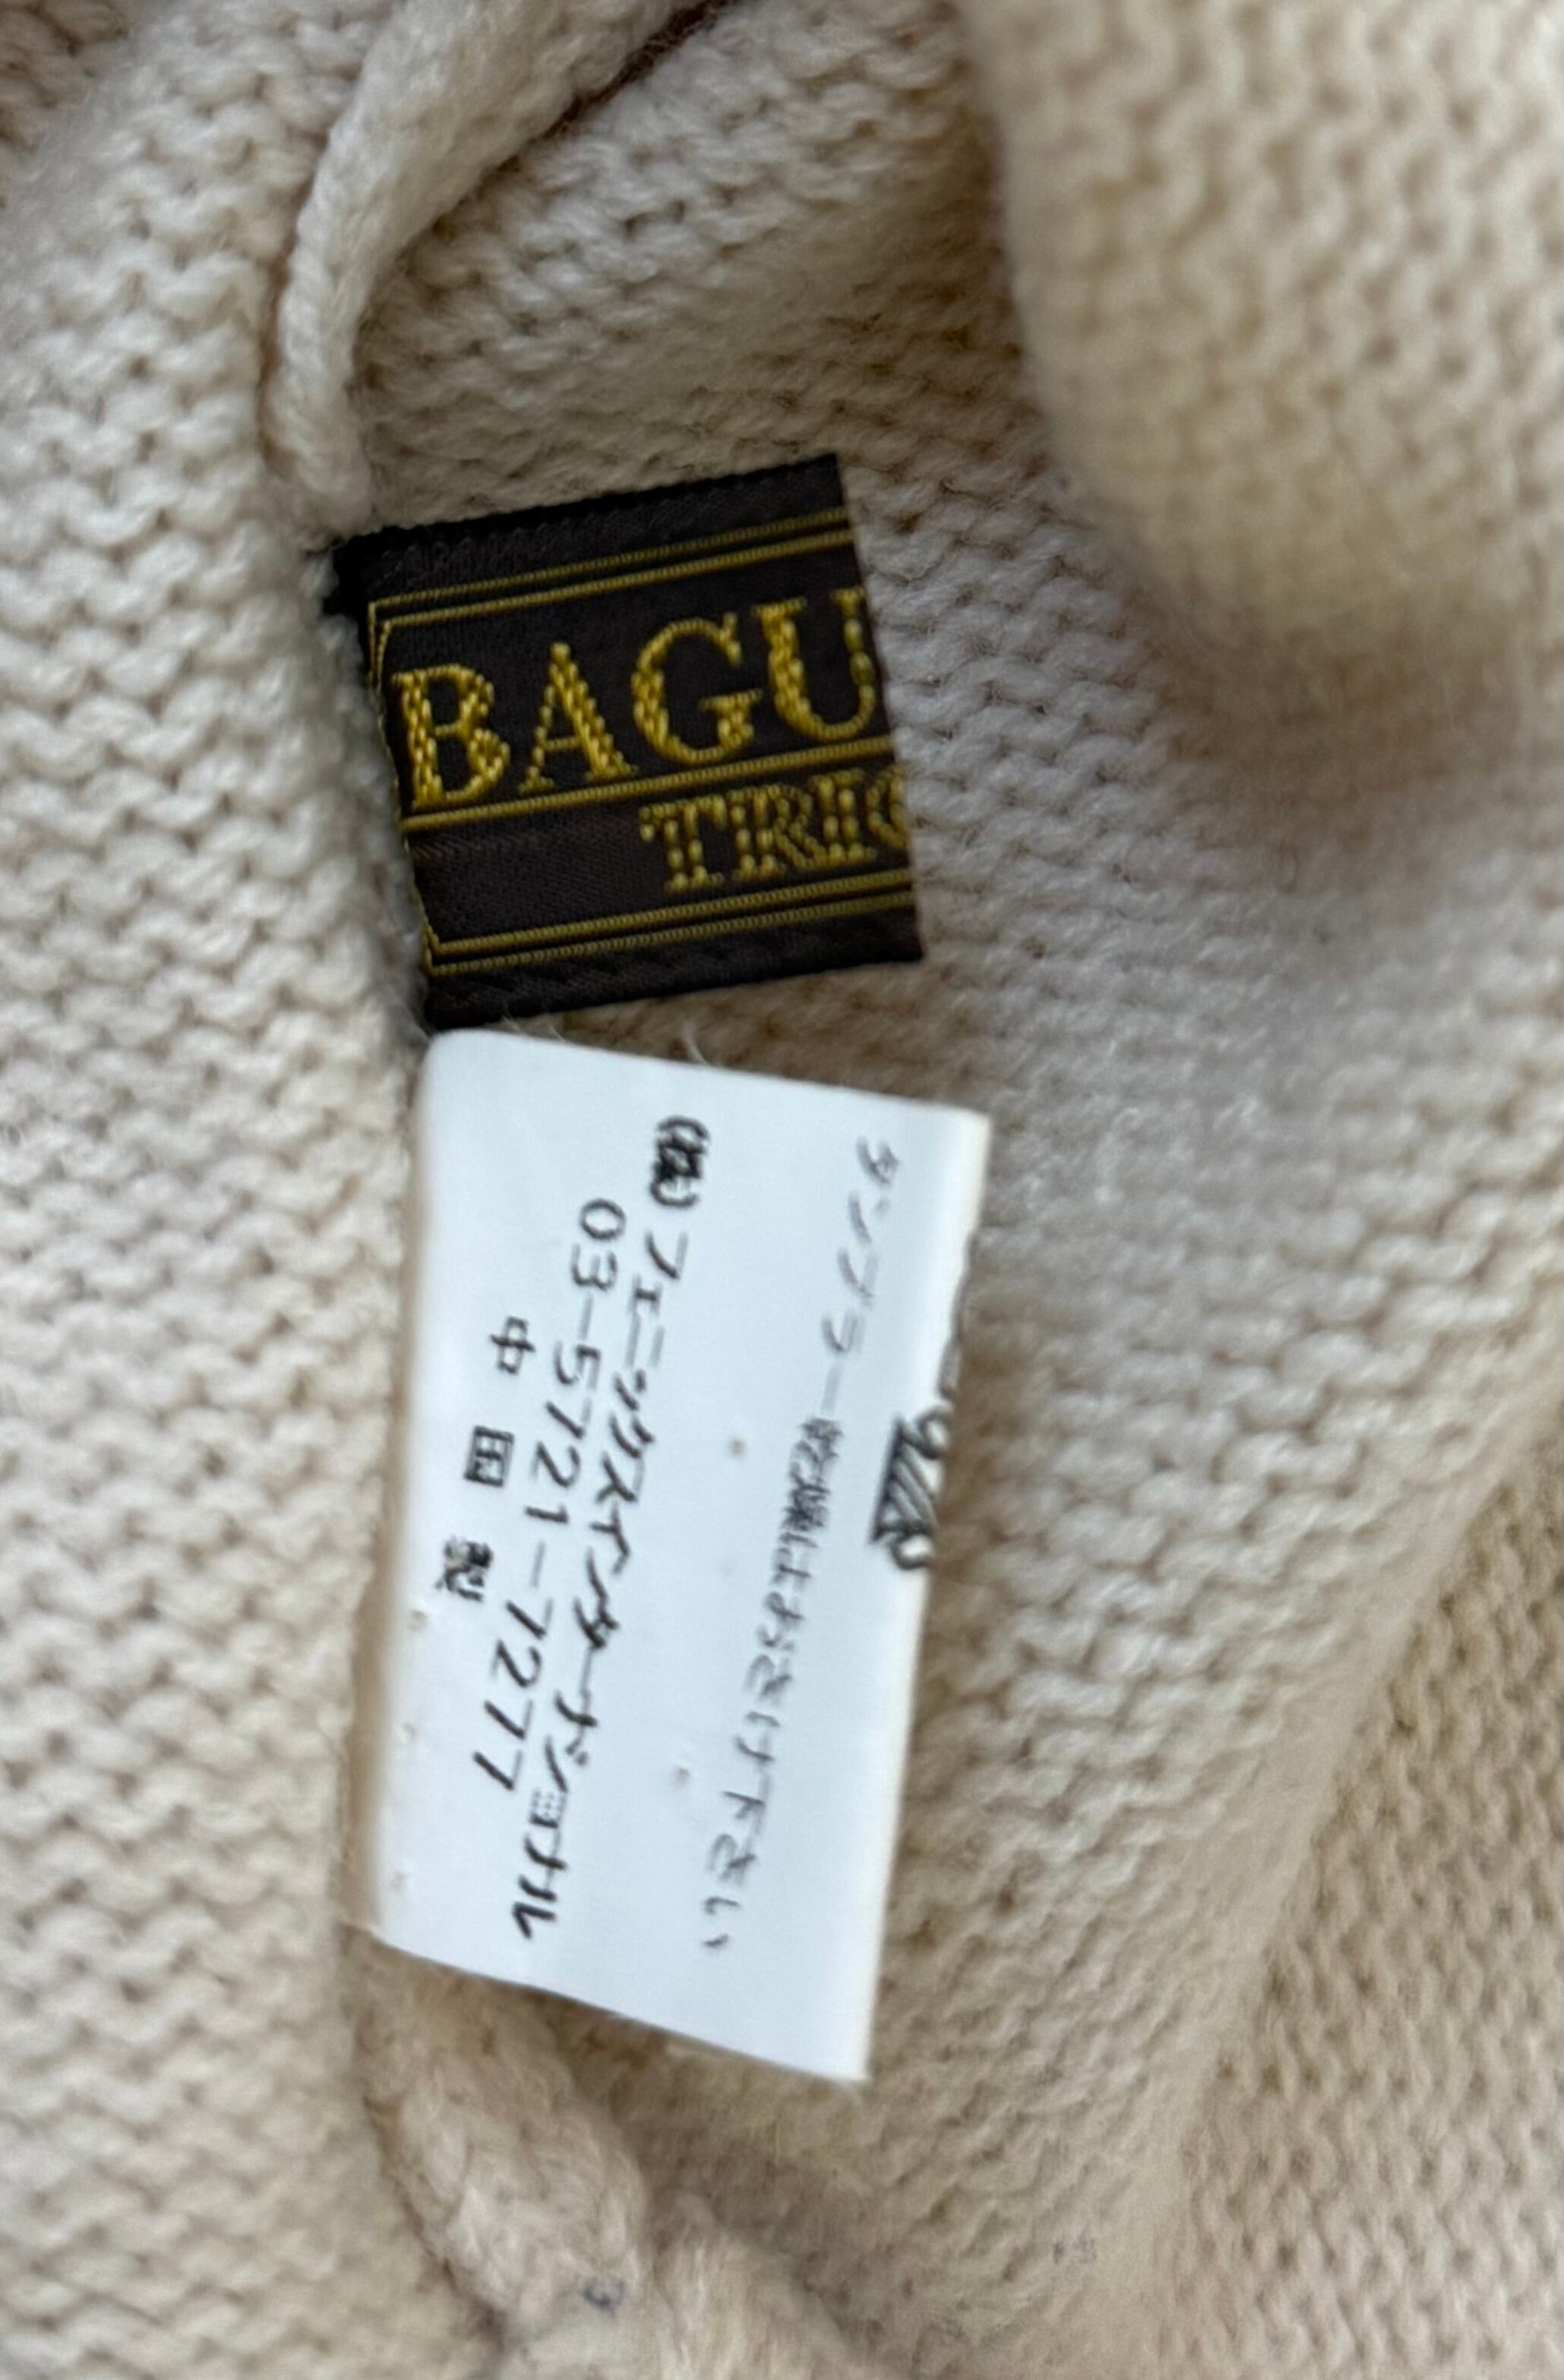 BAGU
TRIC
タンブラー乾燥はおさけ下さい
(株)フェニックスインターナショナル
03-5721-7277
中国製